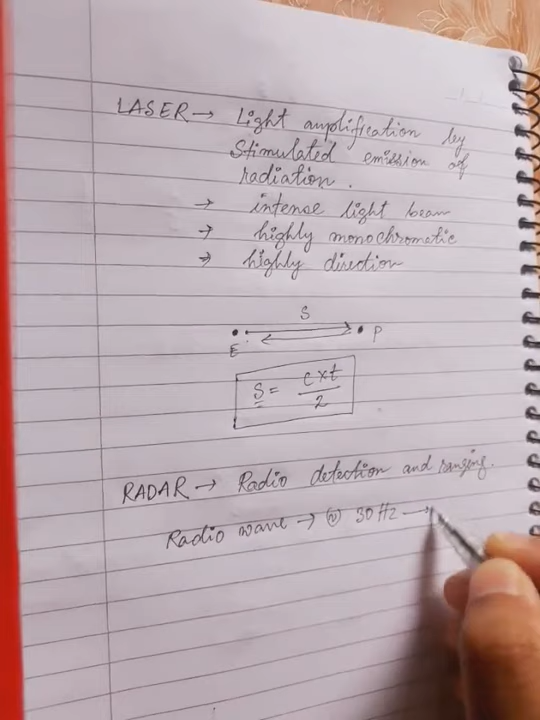 LASER → Light amplification by
stimulated emission of
radiation.
→ intense light beam
→ highly monochromatic
→ highly direction
S
E P
S = c×t
2
RADAR → Radio detection and ranging.
Radio wave → (ν) 30 Hz →